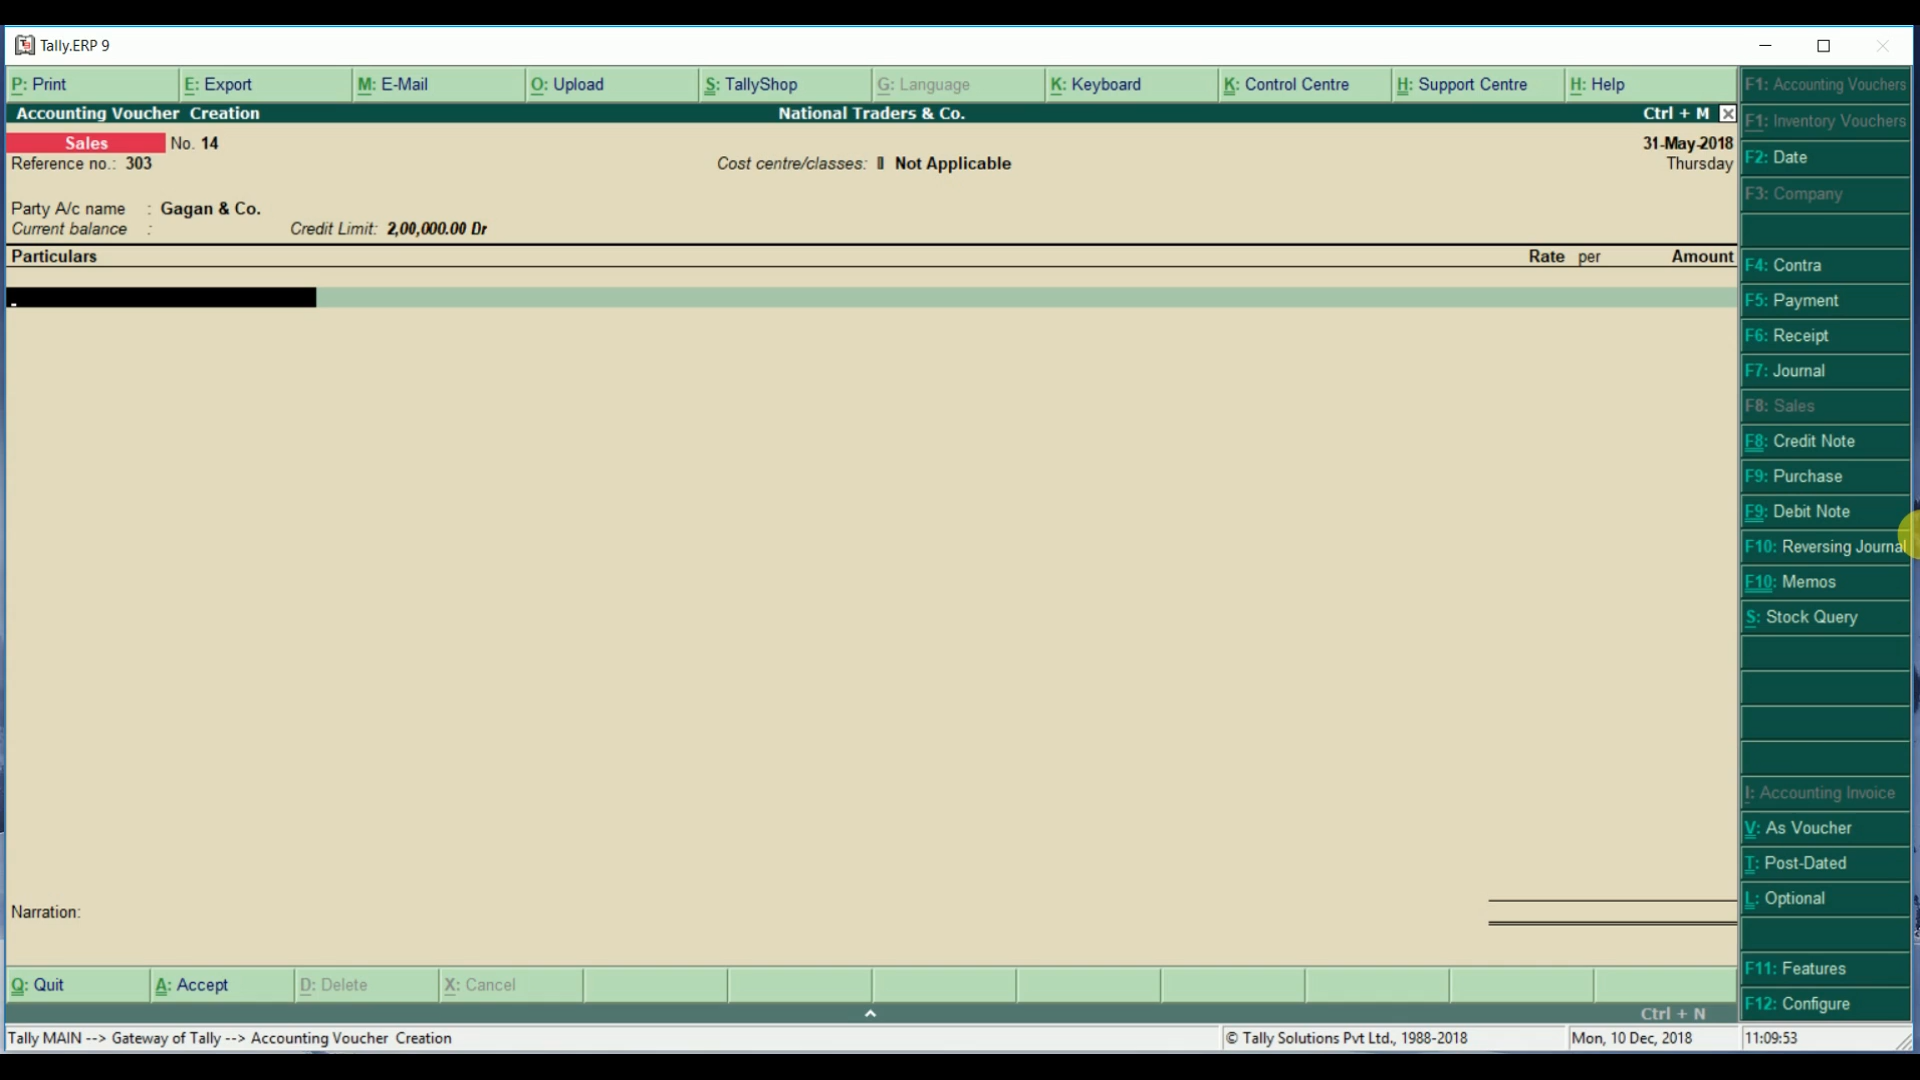 Tally.ERP 9
P: Print E: Export M: E-Mail O: Upload S: TallyShop G: Language K: Keyboard K: Control Centre H: Support Centre H: Help
Accounting Voucher Creation National Traders & Co. Ctrl + M
Sales No. 14 31-May-2018
Reference no.: 303 Cost centre/classes: Not Applicable Thursday
Party A/c name : Gagan & Co.
Current balance : Credit Limit: 2,00,000.00 Dr
Particulars Rate per Amount
Narration:
Q: Quit A: Accept D: Delete X: Cancel
Ctrl + N
Tally MAIN --> Gateway of Tally --> Accounting Voucher Creation © Tally Solutions Pvt Ltd., 1988-2018 Mon, 10 Dec, 2018 11:09:53
F1: Accounting Vouchers
F1: Inventory Vouchers
F2: Date
F3: Company
F4: Contra
F5: Payment
F6: Receipt
F7: Journal
F8: Sales
F8: Credit Note
F9: Purchase
F9: Debit Note
F10: Reversing Journal
F10: Memos
S: Stock Query
I: Accounting Invoice
V: As Voucher
T: Post-Dated
L: Optional
F11: Features
F12: Configure